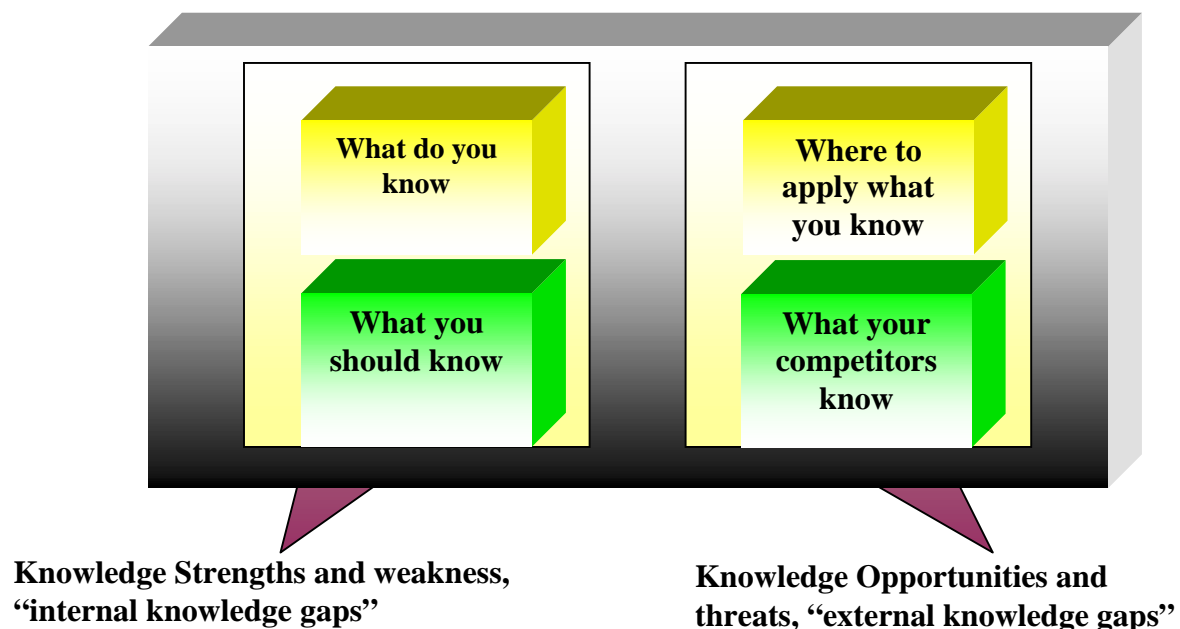 What do you
know
Where to
apply what
you know
What you
should know
What your
competitors
know
Knowledge Strengths and weakness,
“internal knowledge gaps”
Knowledge Opportunities and
threats, “external knowledge gaps”